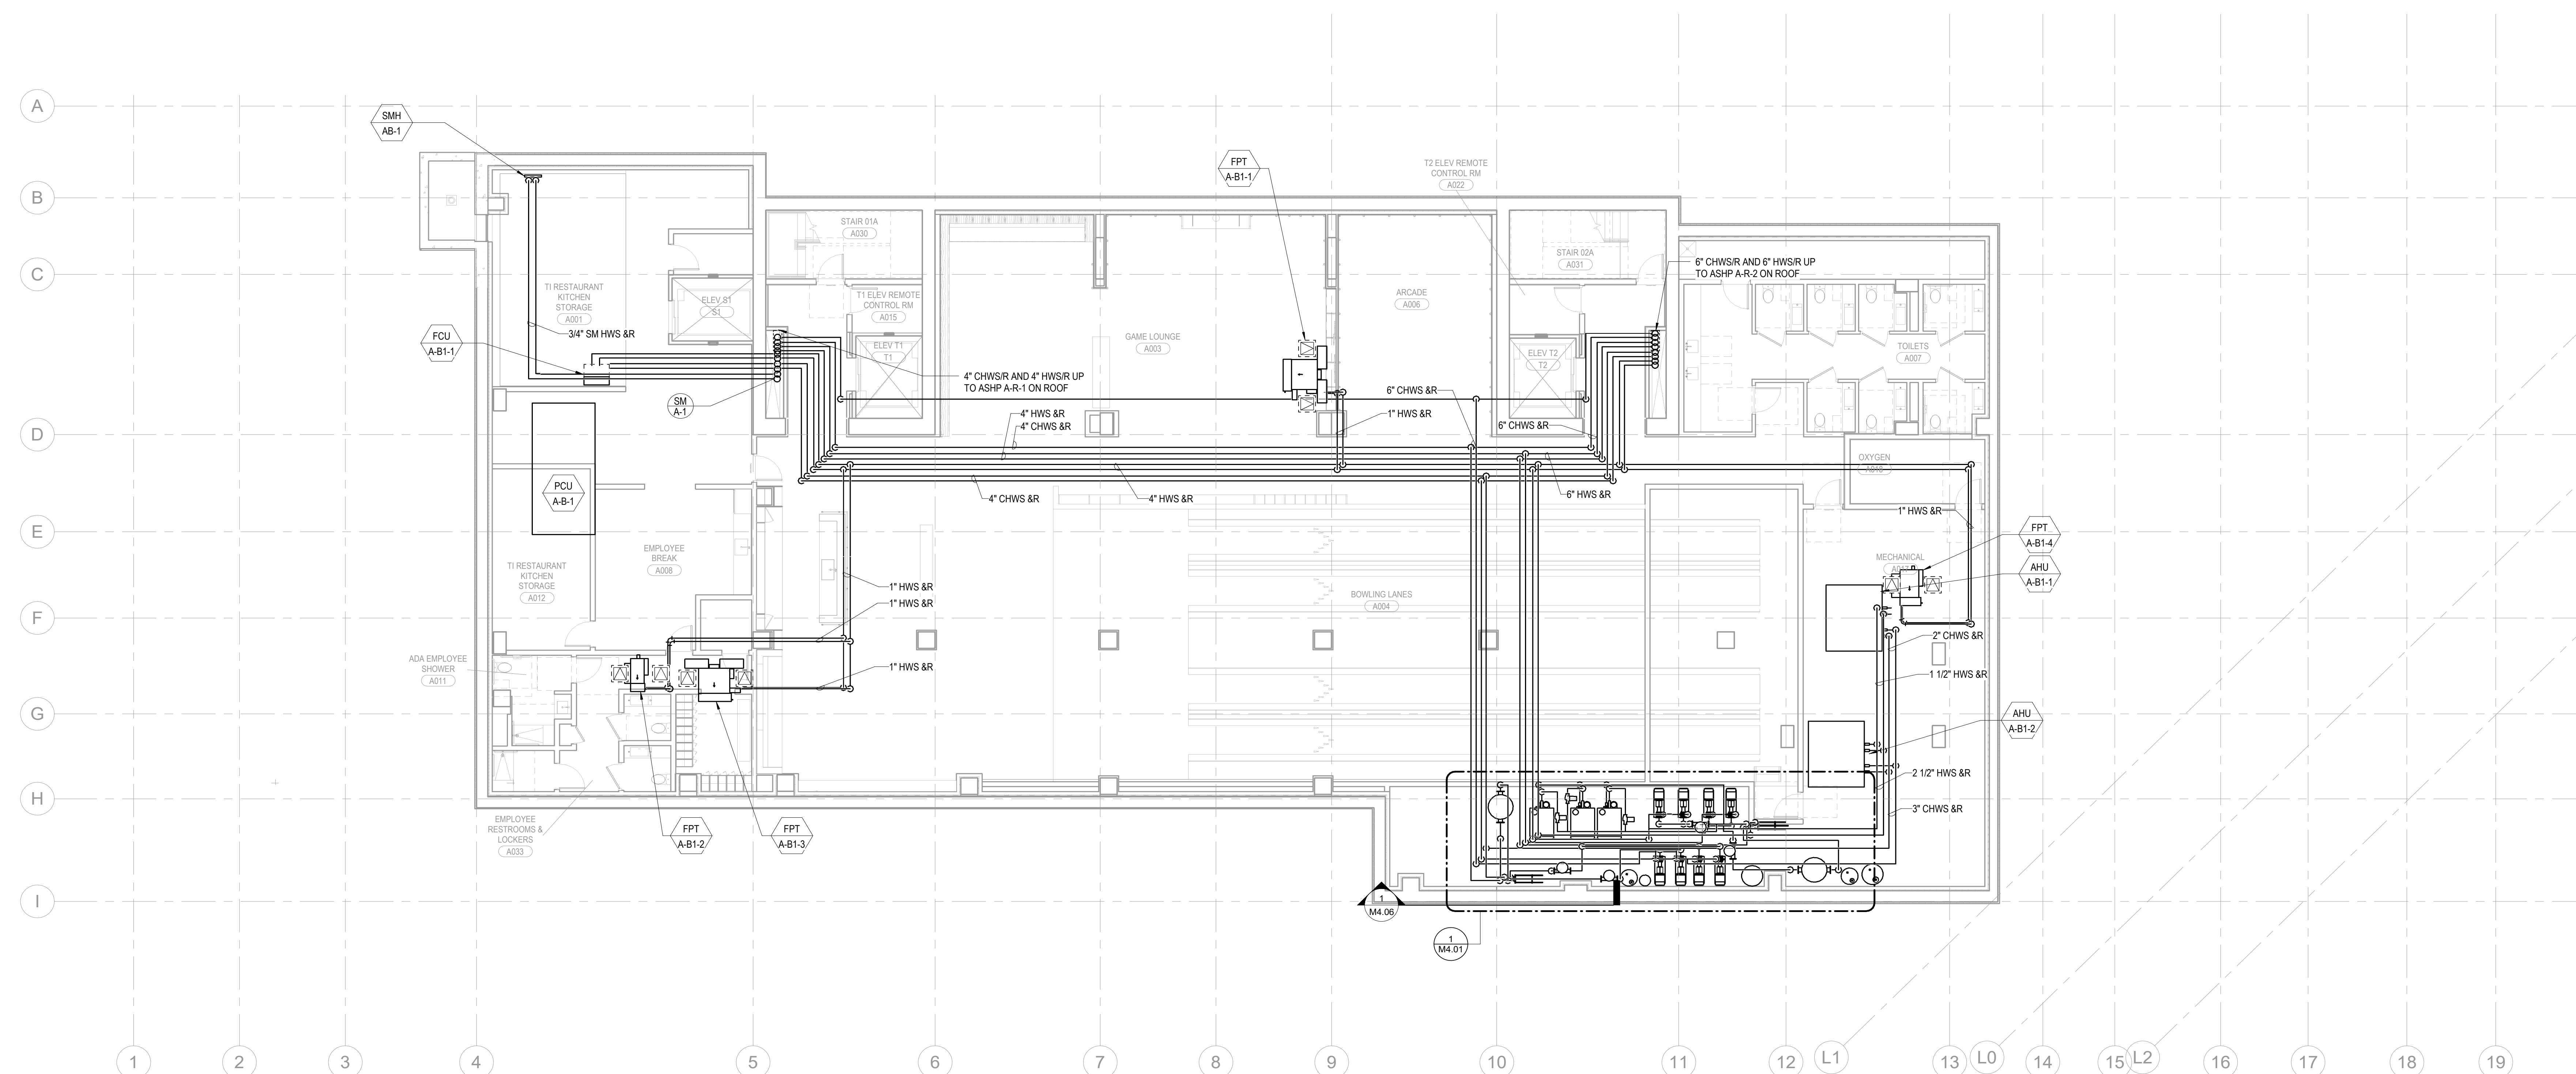 A
SMH
AB-1
FPT
A-B1-1
T2 ELEV REMOTE
CONTROL RM
A022
B
STAIR 01A
A030
STAIR 02A
A031
C
6" CHWS/R AND 6" HWS/R UP
TO ASHP A-R-2 ON ROOF
TI RESTAURANT
KITCHEN
STORAGE
A001
ELEV S1
S1
T1 ELEV REMOTE
CONTROL RM
A015
ARCADE
A006
3/4" SM HWS &R
FCU
A-B1-1
GAME LOUNGE
A003
ELEV T1
T1
ELEV T2
T2
TOILETS
A007
4" CHWS/R AND 4" HWS/R UP
TO ASHP A-R-1 ON ROOF
SM
A-1
6" CHWS &R
4" HWS &R
1" HWS &R
4" CHWS &R
6" CHWS &R
D
OXYGEN
PCU
A-B-1
4" CHWS &R
4" HWS &R
6" HWS &R
1" HWS &R
E
FPT
A-B1-4
EMPLOYEE
BREAK
A008
MECHANICAL
AHU
A-B1-1
TI RESTAURANT
KITCHEN
STORAGE
A012
1" HWS &R
BOWLING LANES
A004
1" HWS &R
F
2" CHWS &R
ADA EMPLOYEE
SHOWER
A011
1" HWS &R
1 1/2" HWS &R
G
AHU
A-B1-2
2 1/2" HWS &R
H
3" CHWS &R
EMPLOYEE
RESTROOMS &
LOCKERS
A033
FPT
A-B1-2
FPT
A-B1-3
I
1
M4.06
1
M4.01
1
2
3
4
5
6
7
8
9
10
11
12
L1
13
L0
14
15
L2
16
17
18
19